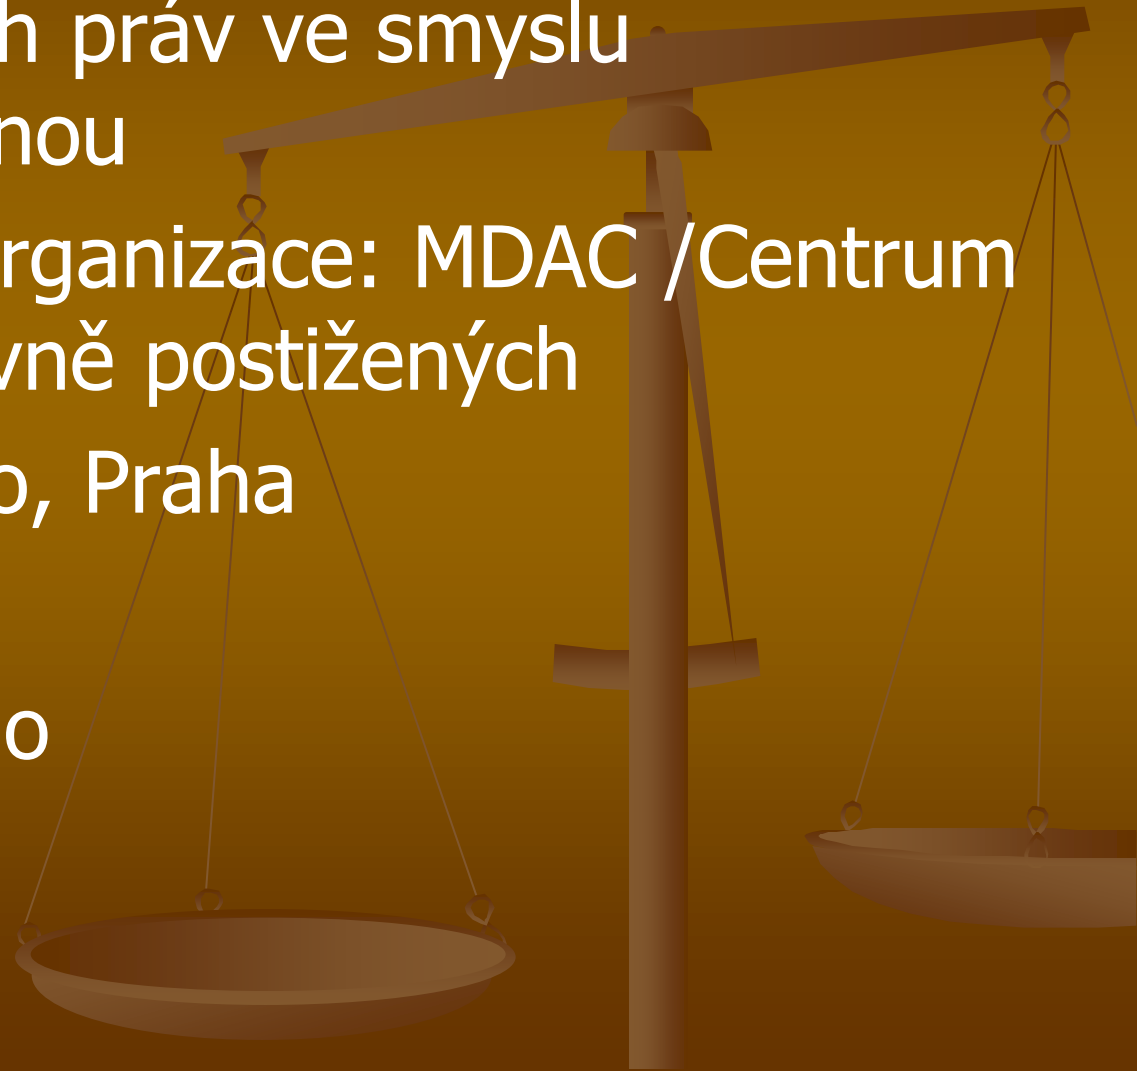 h práv ve smyslu
nou
rganizace: MDAC /Centrum
vně postižených
o, Praha
o